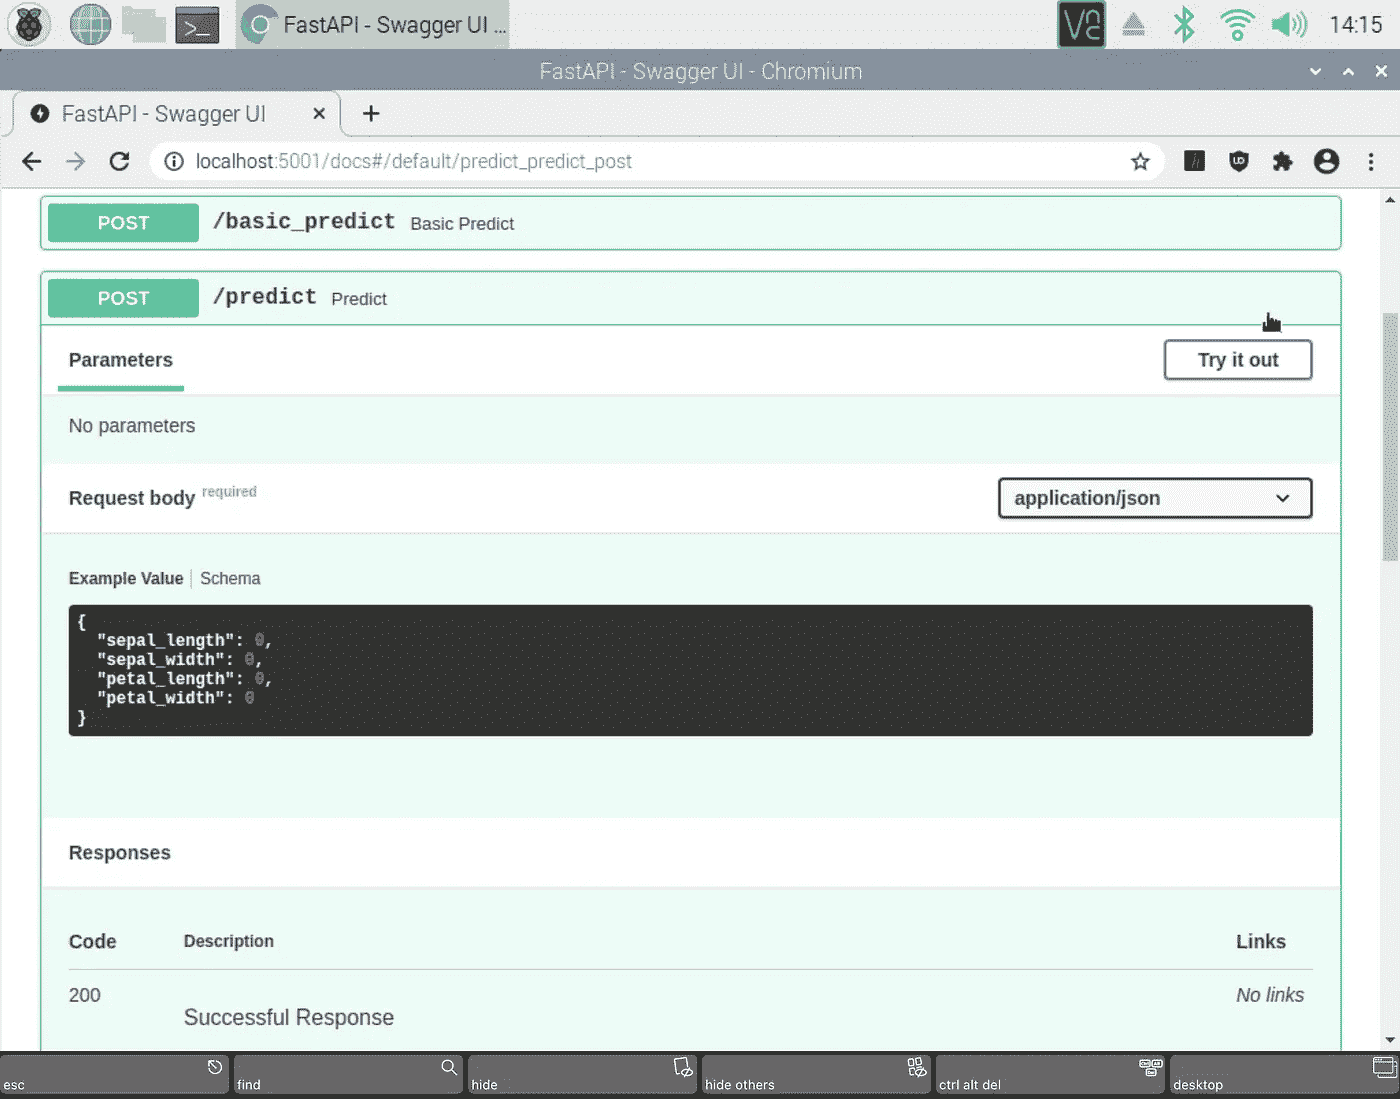 FastAPI - Swagger UI ...
14:15
FastAPI - Swagger UI - Chromium
FastAPI - Swagger UI
localhost:5001/docs#/default/predict_predict_post
POST /basic_predict Basic Predict
POST /predict Predict
Parameters
Try it out
No parameters
Request body required
application/json
Example Value Schema
{
"sepal_length": 0,
"sepal_width": 0,
"petal_length": 0,
"petal_width": 0
}
Responses
Code Description Links
200 No links
Successful Response
esc find hide hide others ctrl alt del desktop